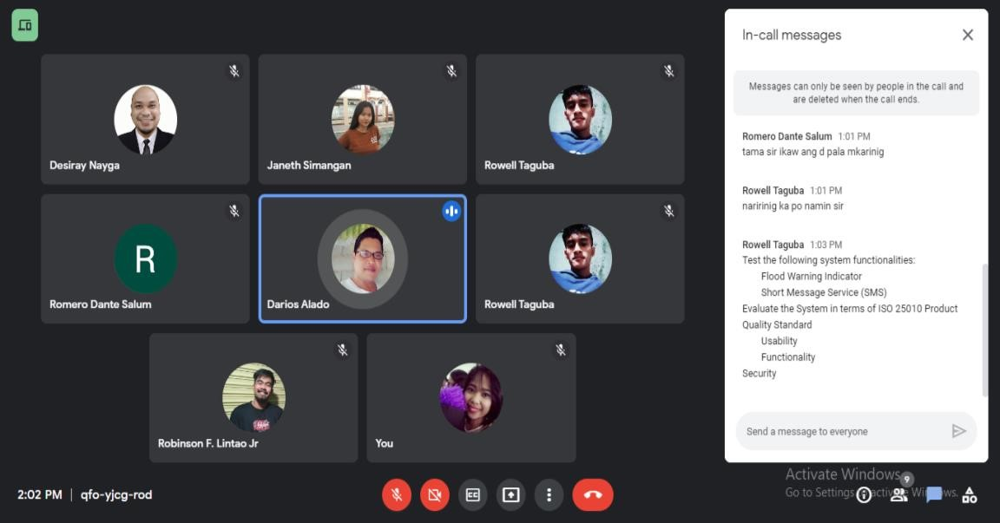 Desiray Nayga
Janeth Simangan
Rowell Taguba
R
Romero Dante Salum
Darios Alado
Rowell Taguba
Robinson F. Lintao Jr
You
In-call messages
Messages can only be seen by people in the call and
are deleted when the call ends.
Romero Dante Salum 1:01 PM
tama sir ikaw ang d pala mkarinig
Rowell Taguba 1:01 PM
naririnig ka po namin sir
Rowell Taguba 1:03 PM
Test the following system functionalities:
Flood Warning Indicator
Short Message Service (SMS)
Evaluate the System in terms of ISO 25010 Product
Quality Standard
Usability
Functionality
Security
Send a message to everyone
Activate Windows
Go to Settings
2:02 PM | qfo-yjcg-rod
CC
9